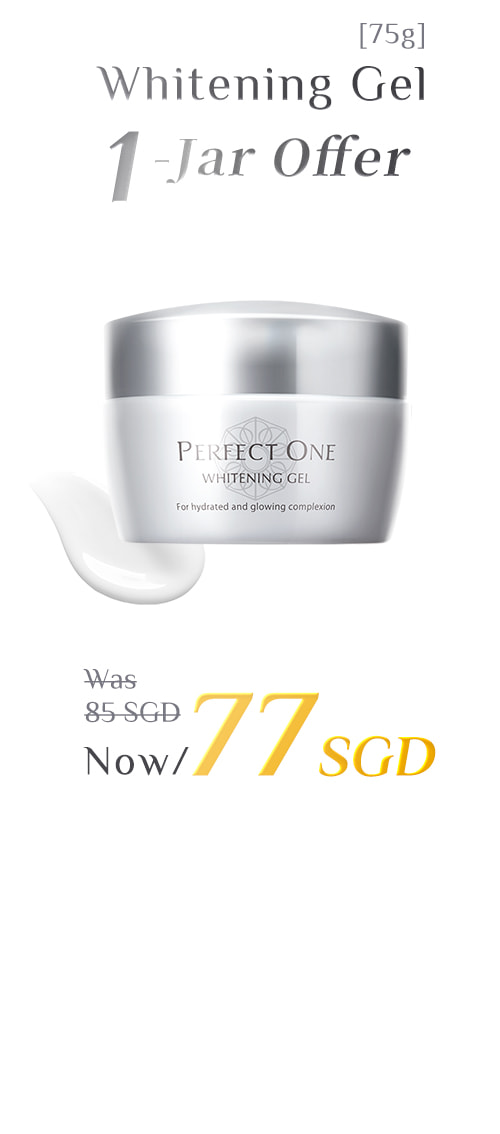 [75g]
Whitening Gel
1-Jar Offer
PERFECT ONE
WHITENING GEL
For hydrated and glowing complexion
Was
85 SGD
Now/77 SGD